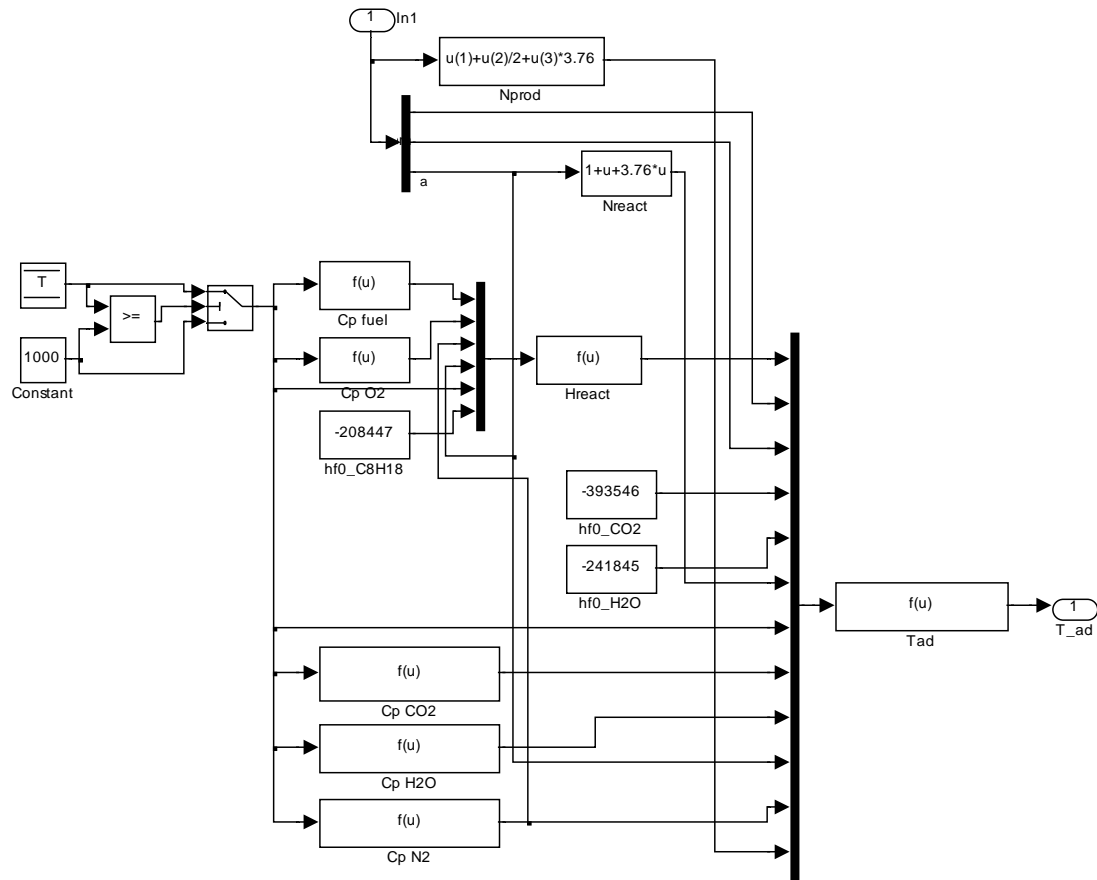 1
In1
u(1)+u(2)/2+u(3)*3.76
Nprod
a
1+u+3.76*u
Nreact
T
>=
1000
Constant
f(u)
Cp fuel
f(u)
Cp O2
-208447
hf0_C8H18
f(u)
Hreact
-393546
hf0_CO2
-241845
hf0_H2O
f(u)
Tad
1
T_ad
f(u)
Cp CO2
f(u)
Cp H2O
f(u)
Cp N2